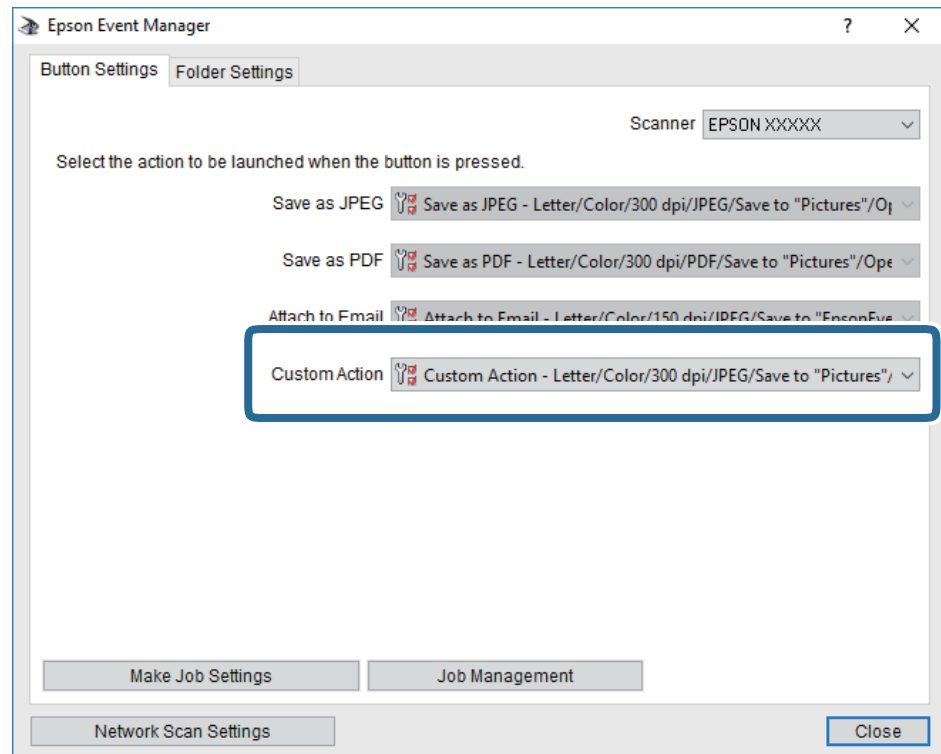 Epson Event Manager
Button Settings Folder Settings
Scanner EPSON XXXXX
Select the action to be launched when the button is pressed.
Save as JPEG Save as JPEG - Letter/Color/300 dpi/JPEG/Save to "Pictures"/Op
Save as PDF Save as PDF - Letter/Color/300 dpi/PDF/Save to "Pictures"/Ope
Attach to Email Attach to Email - Letter/Color/150 dpi/JPEG/Save to "EpsonEve
Custom Action Custom Action - Letter/Color/300 dpi/JPEG/Save to "Pictures"/
Make Job Settings Job Management
Network Scan Settings Close